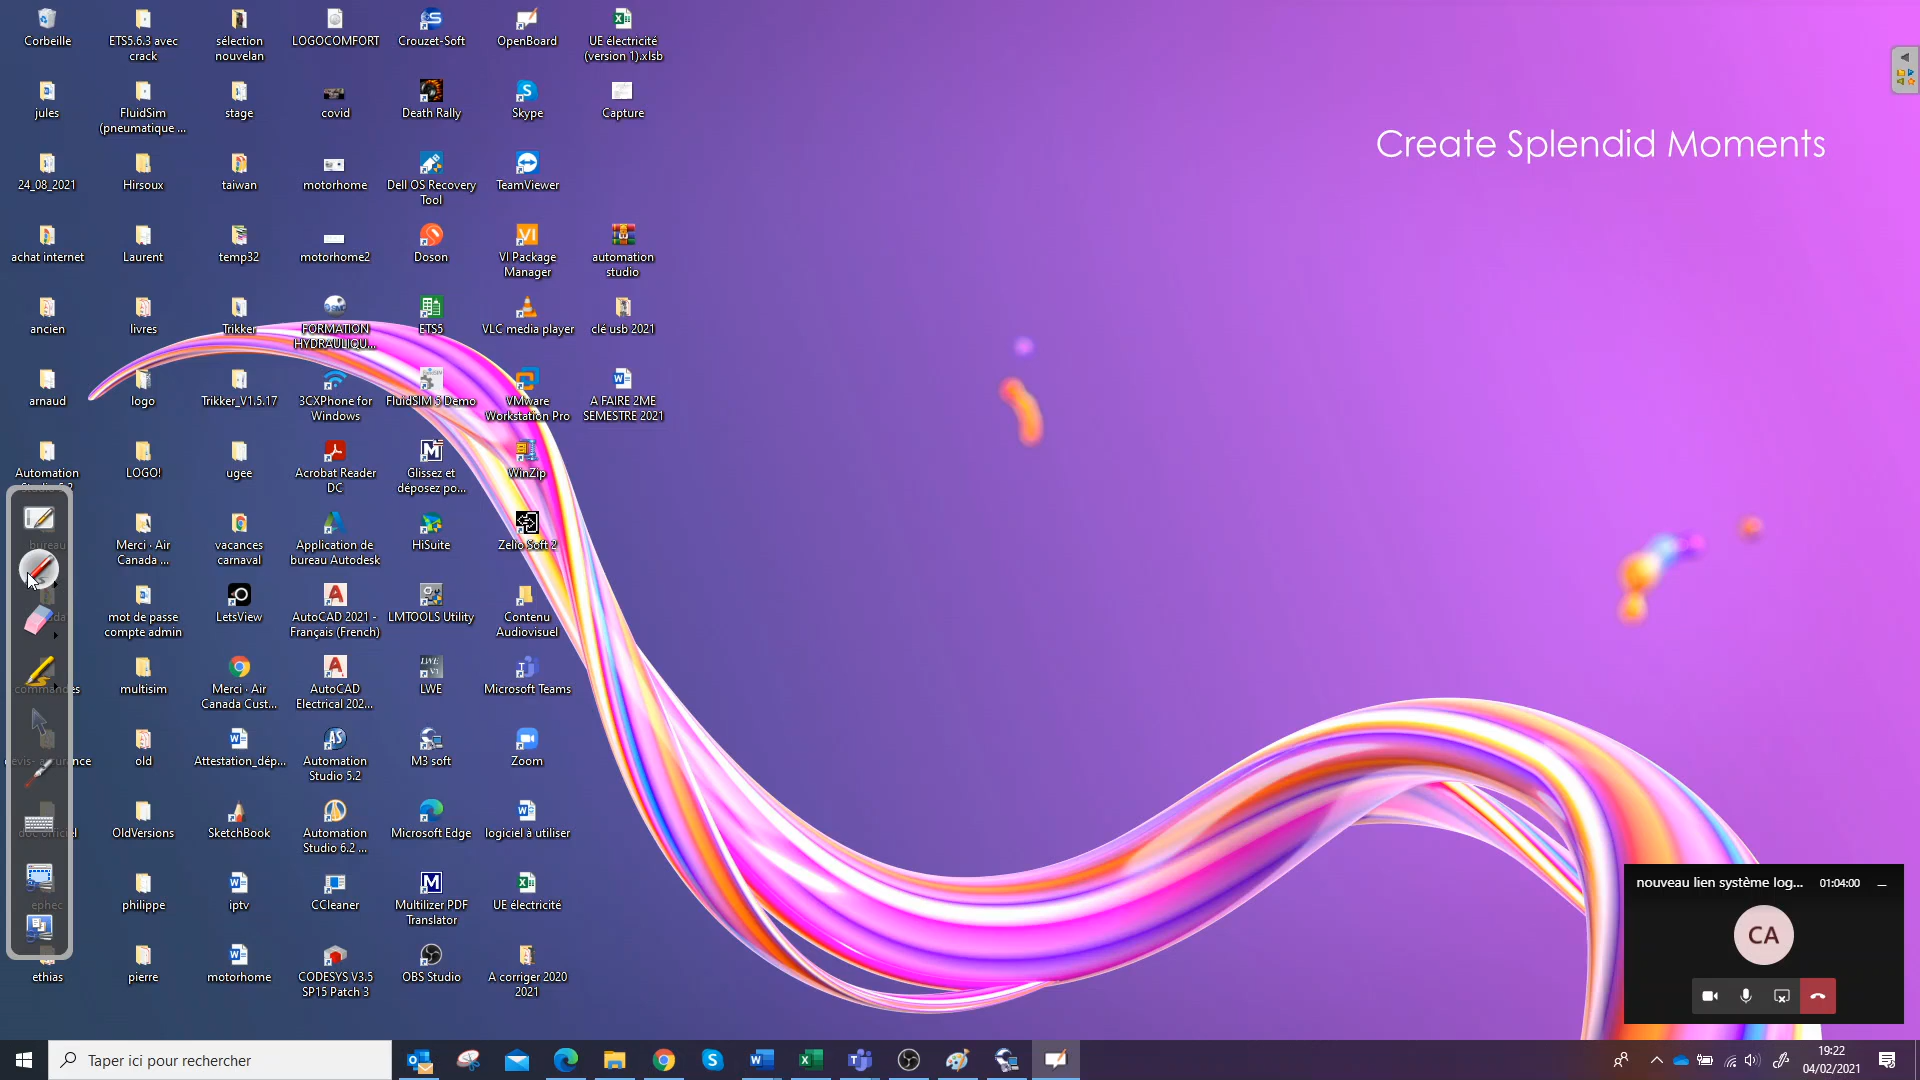 Corbeille
ETS5.6.3 avec
crack
sélection
nouvelan
LOGOCOMFORT
Crouzet-Soft
OpenBoard
UE électricité
(version 1).xlsb
jules
FluidSim
(pneumatique ...
stage
covid
Death Rally
Skype
Capture
Create Splendid Moments
24_08_2021
Hirsoux
taiwan
motorhome
Dell OS Recovery
Tool
TeamViewer
achat internet
Laurent
temp32
motorhome2
Doson
VI Package
Manager
automation
studio
ancien
livres
Trikker
FORMATION
HYDRAULIQU...
ETS5
VLC media player
clé usb 2021
arnaud
logo
Trikker_V1.5.17
3CXPhone for
Windows
FluidSIM 5 Demo
VMware
Workstation Pro
A FAIRE 2ME
SEMESTRE 2021
Automation
LOGO!
ugee
Acrobat Reader
DC
Glissez et
déposez po...
WinZip
bureau
Merci · Air
Canada ...
vacances
carnaval
Application de
bureau Autodesk
HiSuite
Zelio Soft 2
mot de passe
compte admin
LetsView
AutoCAD 2021 -
Français (French)
LMTOOLS Utility
Contenu
Audiovisuel
commandes
multisim
Merci · Air
Canada Cust...
AutoCAD
Electrical 202...
LWE
Microsoft Teams
old
Attestation_dép...
Automation
Studio 5.2
M3 soft
Zoom
OldVersions
SketchBook
Automation
Studio 6.2 ...
Microsoft Edge
logiciel à utiliser
ephec
philippe
iptv
CCleaner
Multilizer PDF
Translator
UE électricité
ethias
pierre
motorhome
CODESYS V3.5
SP15 Patch 3
OBS Studio
A corriger 2020
2021
nouveau lien système log...
01:04:00
CA
Taper ici pour rechercher
19:22
04/02/2021